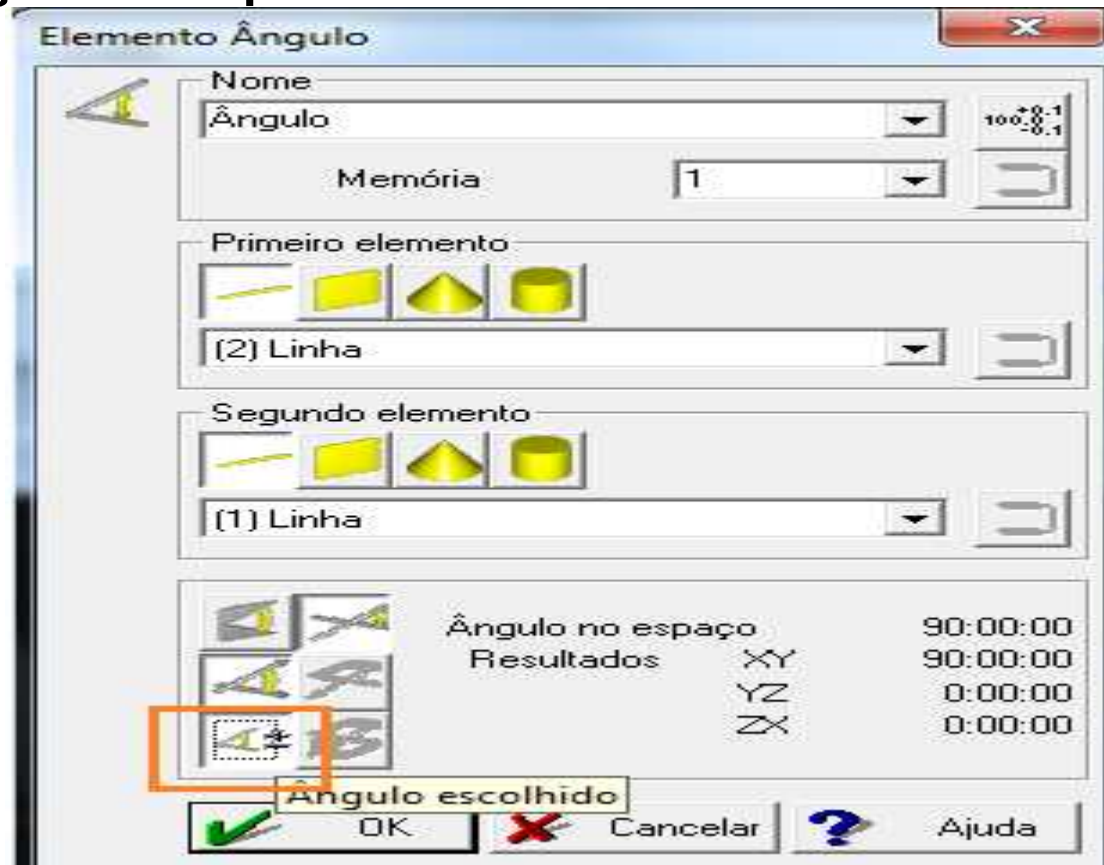 Elemento Ângulo
Nome
Ângulo
Memória 1
Primeiro elemento
(2) Linha
Segundo elemento
(1) Linha
Ângulo no espaço 90:00:00
Resultados XY 90:00:00
YZ 0:00:00
ZX 0:00:00
Ângulo escolhido
OK Cancelar Ajuda